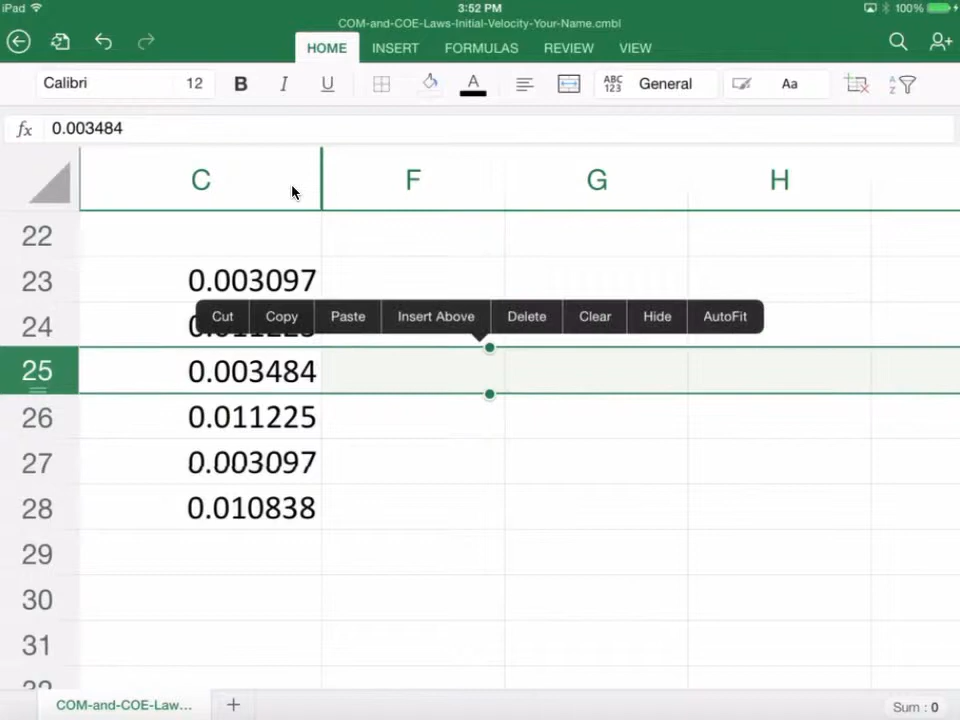 iPad 3:52 PM 100%
COM-and-COE-Laws-Initial-Velocity-Your-Name.cmbl
HOME INSERT FORMULAS REVIEW VIEW
Calibri 12 B I U A ABC 123 General Aa A Z
fx 0.003484
C F G H
22
23 0.003097
Cut Copy Paste Insert Above Delete Clear Hide AutoFit
24
25 0.003484
26 0.011225
27 0.003097
28 0.010838
29
30
31
COM-and-COE-Law... + Sum : 0